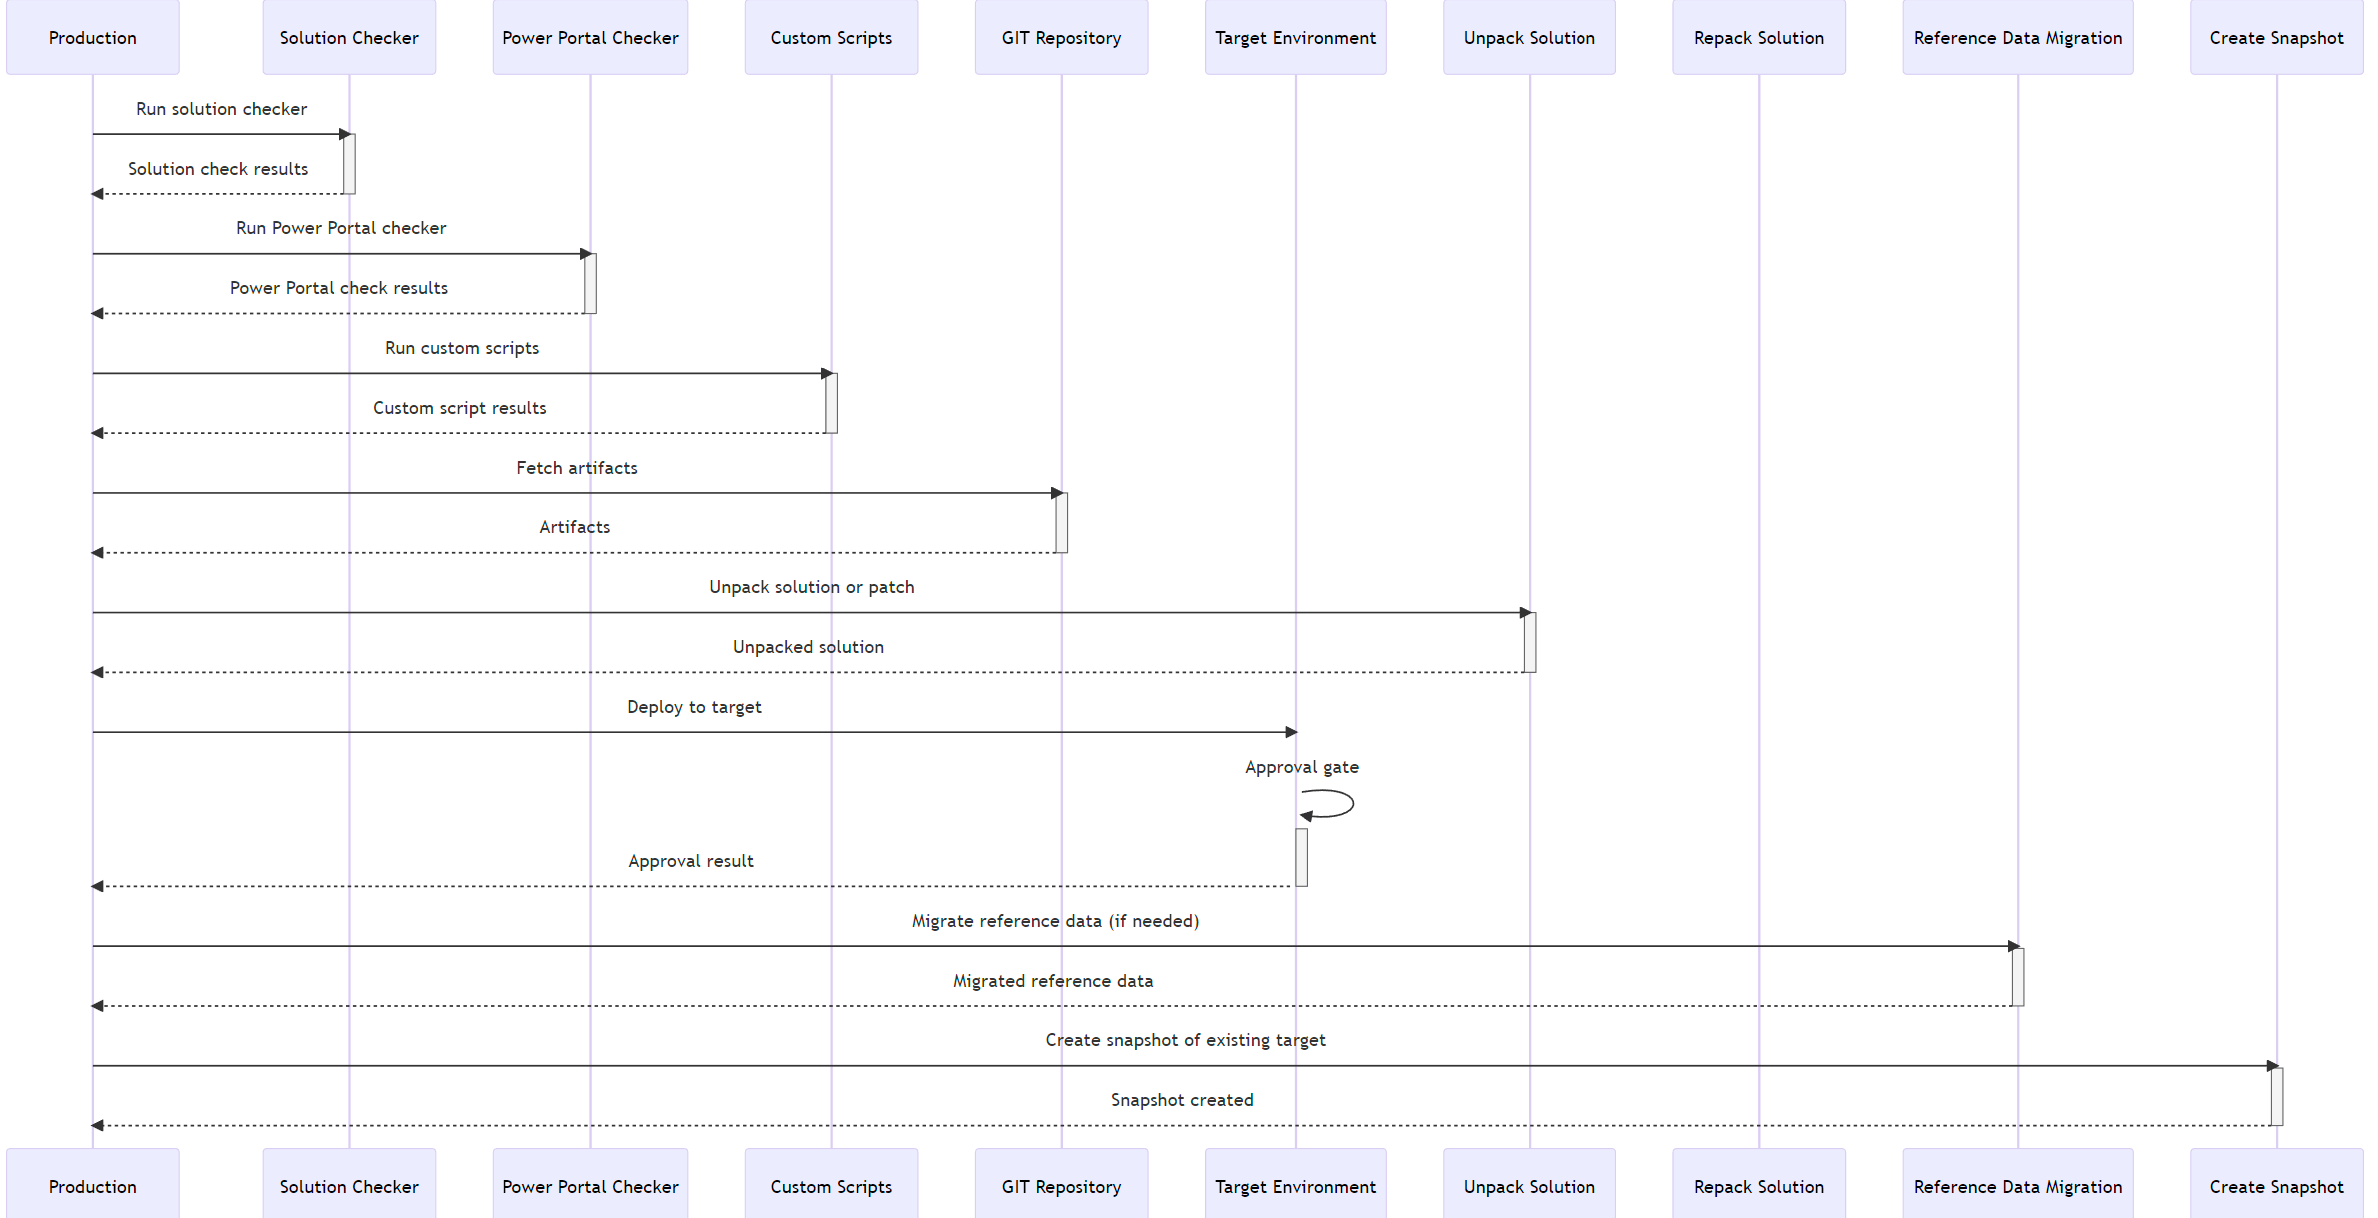 Production
Solution Checker
Power Portal Checker
Custom Scripts
GIT Repository
Target Environment
Unpack Solution
Repack Solution
Reference Data Migration
Create Snapshot
Run solution checker
Solution check results
Run Power Portal checker
Power Portal check results
Run custom scripts
Custom script results
Fetch artifacts
Artifacts
Unpack solution or patch
Unpacked solution
Deploy to target
Approval gate
Approval result
Migrate reference data (if needed)
Migrated reference data
Create snapshot of existing target
Snapshot created
Production
Solution Checker
Power Portal Checker
Custom Scripts
GIT Repository
Target Environment
Unpack Solution
Repack Solution
Reference Data Migration
Create Snapshot